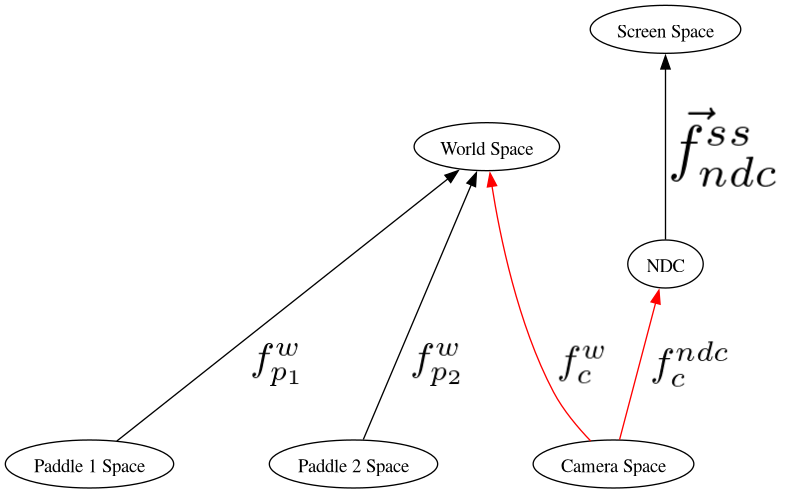 Screen Space
$\vec{f}_{ndc}^{ss}$
World Space
NDC
$f_{p_1}^{w}$ $f_{p_2}^{w}$ $f_{c}^{w}$ $f_{c}^{ndc}$
Paddle 1 Space Paddle 2 Space Camera Space